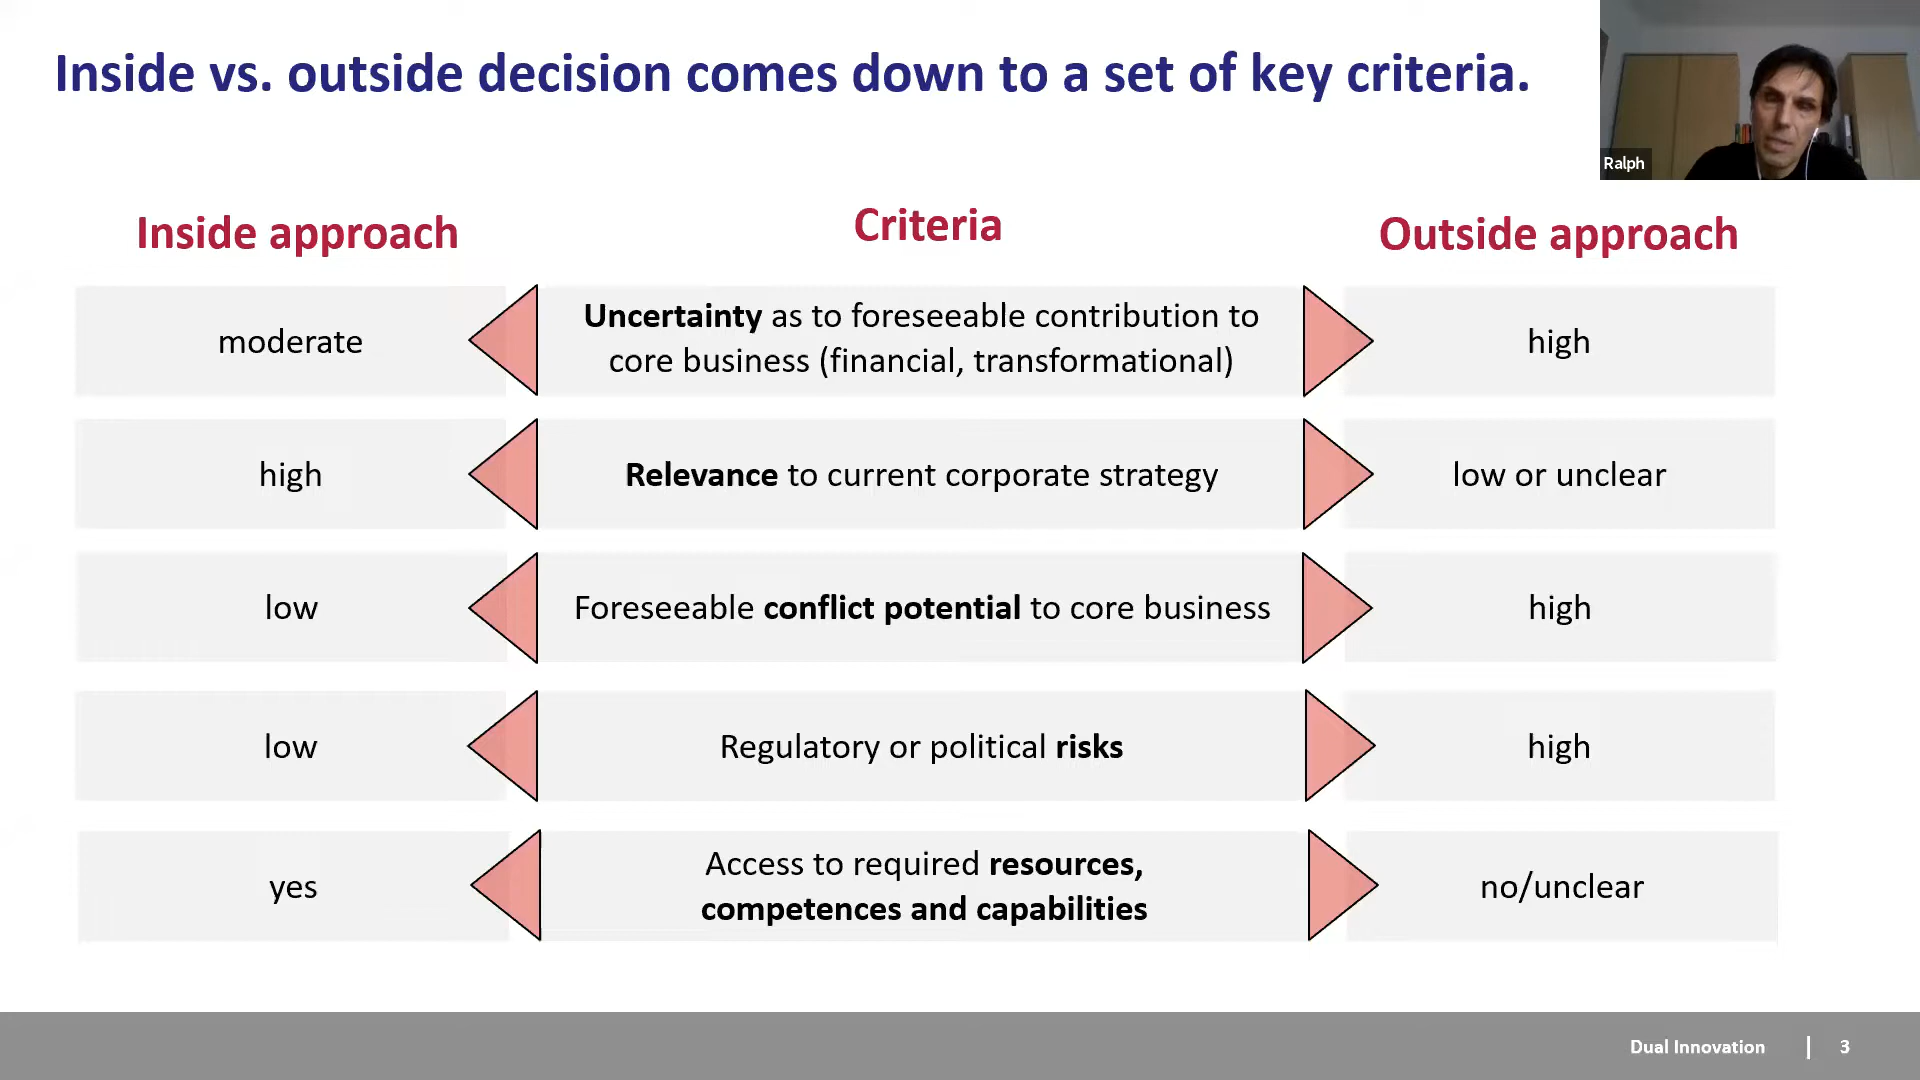 Inside vs. outside decision comes down to a set of key criteria.
Ralph
Inside approach
Criteria
Outside approach
moderate
Uncertainty as to foreseeable contribution to
core business (financial, transformational)
high
high
Relevance to current corporate strategy
low or unclear
low
Foreseeable conflict potential to core business
high
low
Regulatory or political risks
high
yes
Access to required resources,
competences and capabilities
no/unclear
Dual Innovation | 3